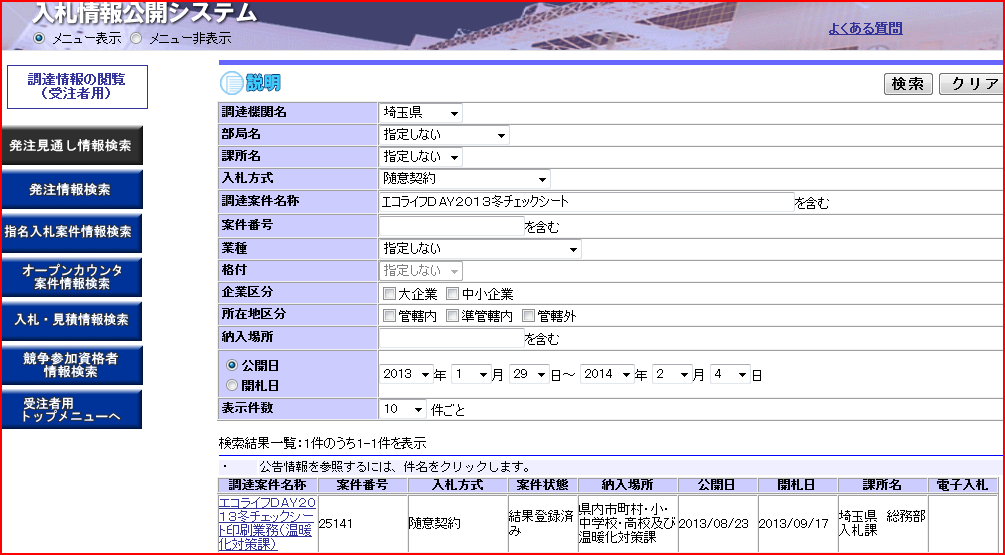 入札情報公開システム
メニュー表示 メニュー非表示
よくある質問
調達情報の閲覧
（受注者用）
発注見通し情報検索
発注情報検索
指名入札案件情報検索
オープンカウンタ
案件情報検索
入札・見積情報検索
競争参加資格者
情報検索
受注者用
トップメニューへ
説明
検索 クリア
調達機関名 埼玉県
部局名 指定しない
課所名 指定しない
入札方式 随意契約
調達案件名称 エコライフDAY2013冬チェックシート を含む
案件番号 を含む
業種 指定しない
格付 指定しない
企業区分 大企業 中小企業
所在地区分 管轄内 準管轄内 管轄外
納入場所 を含む
公開日
開札日
2013 年 1 月 29 日～ 2014 年 2 月 4 日
表示件数 10 件ごと
検索結果一覧：1件のうち1-1件を表示
・ 公告情報を参照するには、件名をクリックします。
調達案件名称 案件番号 入札方式 案件状態 納入場所 公開日 開札日 課所名 電子入札
エコライフDAY20
13冬チェックシー
ト印刷業務（温暖
化対策課）
25141
随意契約
結果登録済
み
県内市町村・小・
中学校・高校及び
温暖化対策課
2013/08/23
2013/09/17
埼玉県 総務部
入札課